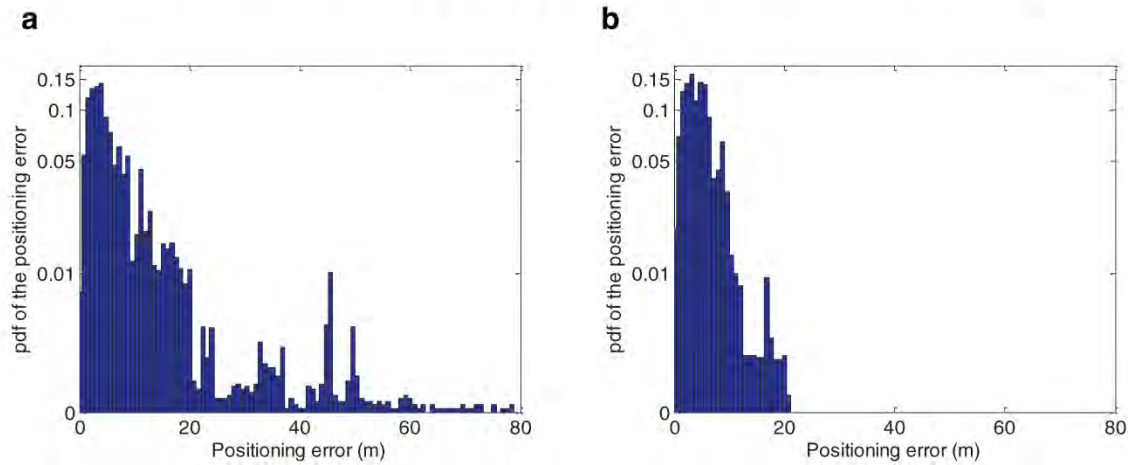 a
b
0.15
0.1
0.05
0.01
0
pdf of the positioning error
0 20 40 60 80
Positioning error (m)
0.15
0.1
0.05
0.01
0
pdf of the positioning error
0 20 40 60 80
Positioning error (m)